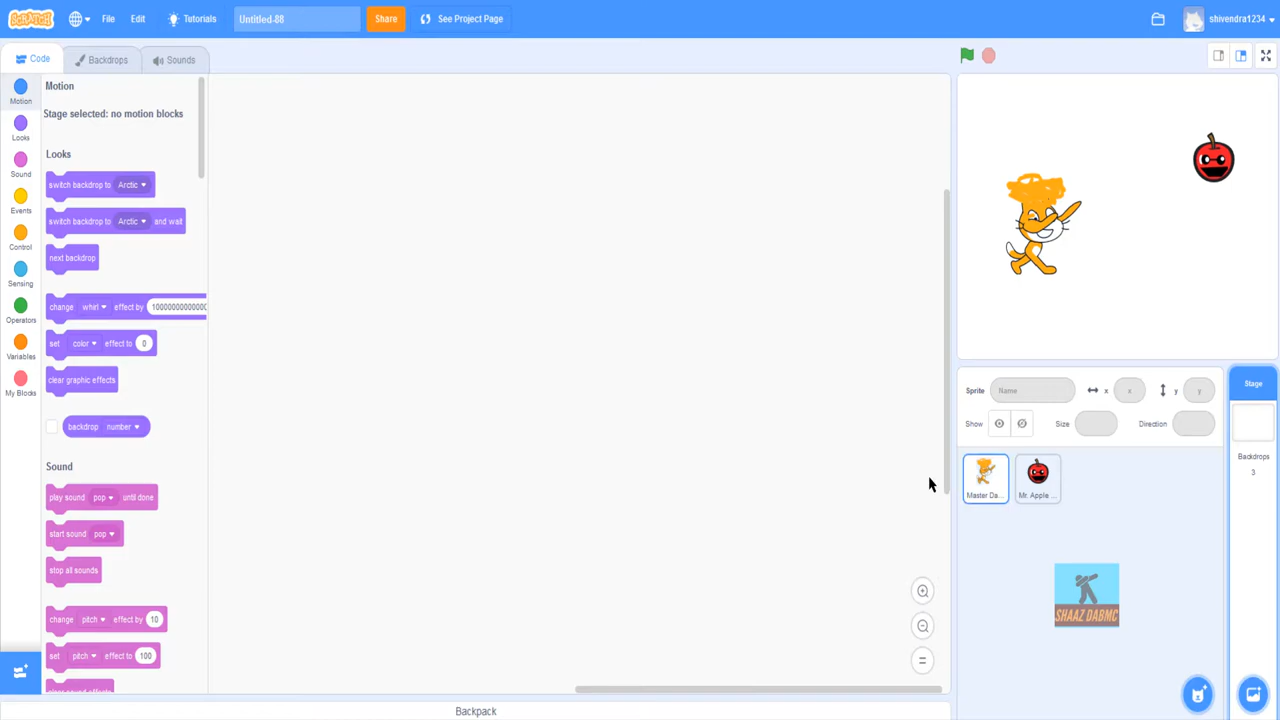 SCRATCH File Edit Tutorials Untitled-88 Share See Project Page shivendra1234
Code Backdrops Sounds
Motion
Looks
Sound
Events
Control
Sensing
Operators
Variables
My Blocks
Motion
Stage selected: no motion blocks
Looks
switch backdrop to Arctic
switch backdrop to Arctic and wait
next backdrop
change whirl effect by 1000000000000
set color effect to 0
clear graphic effects
backdrop number
Sound
play sound pop until done
start sound pop
stop all sounds
change pitch effect by 10
set pitch effect to 100
clear sound effects
Backpack
Sprite Name x x y y
Show Size Direction
Master Da...
Mr. Apple ...
SHAAZ DABMC
Stage
Backdrops
3